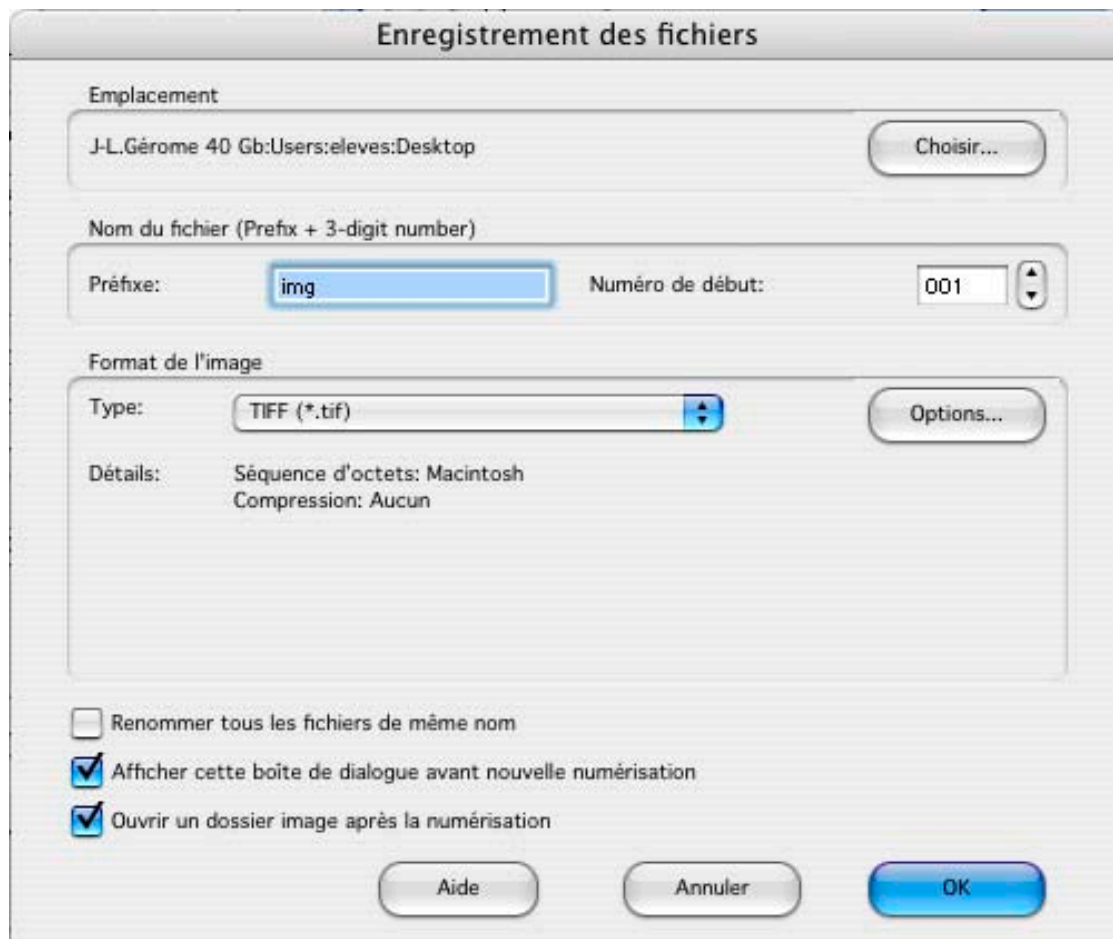 Enregistrement des fichiers
Emplacement
J-L.Gérome 40 Gb:Users:eleves:Desktop
Choisir...
Nom du fichier (Prefix + 3-digit number)
Préfixe: img Numéro de début: 001
Format de l'image
Type: TIFF (*.tif) Options...
Détails: Séquence d'octets: Macintosh
Compression: Aucun
Renommer tous les fichiers de même nom
Afficher cette boîte de dialogue avant nouvelle numérisation
Ouvrir un dossier image après la numérisation
Aide Annuler OK